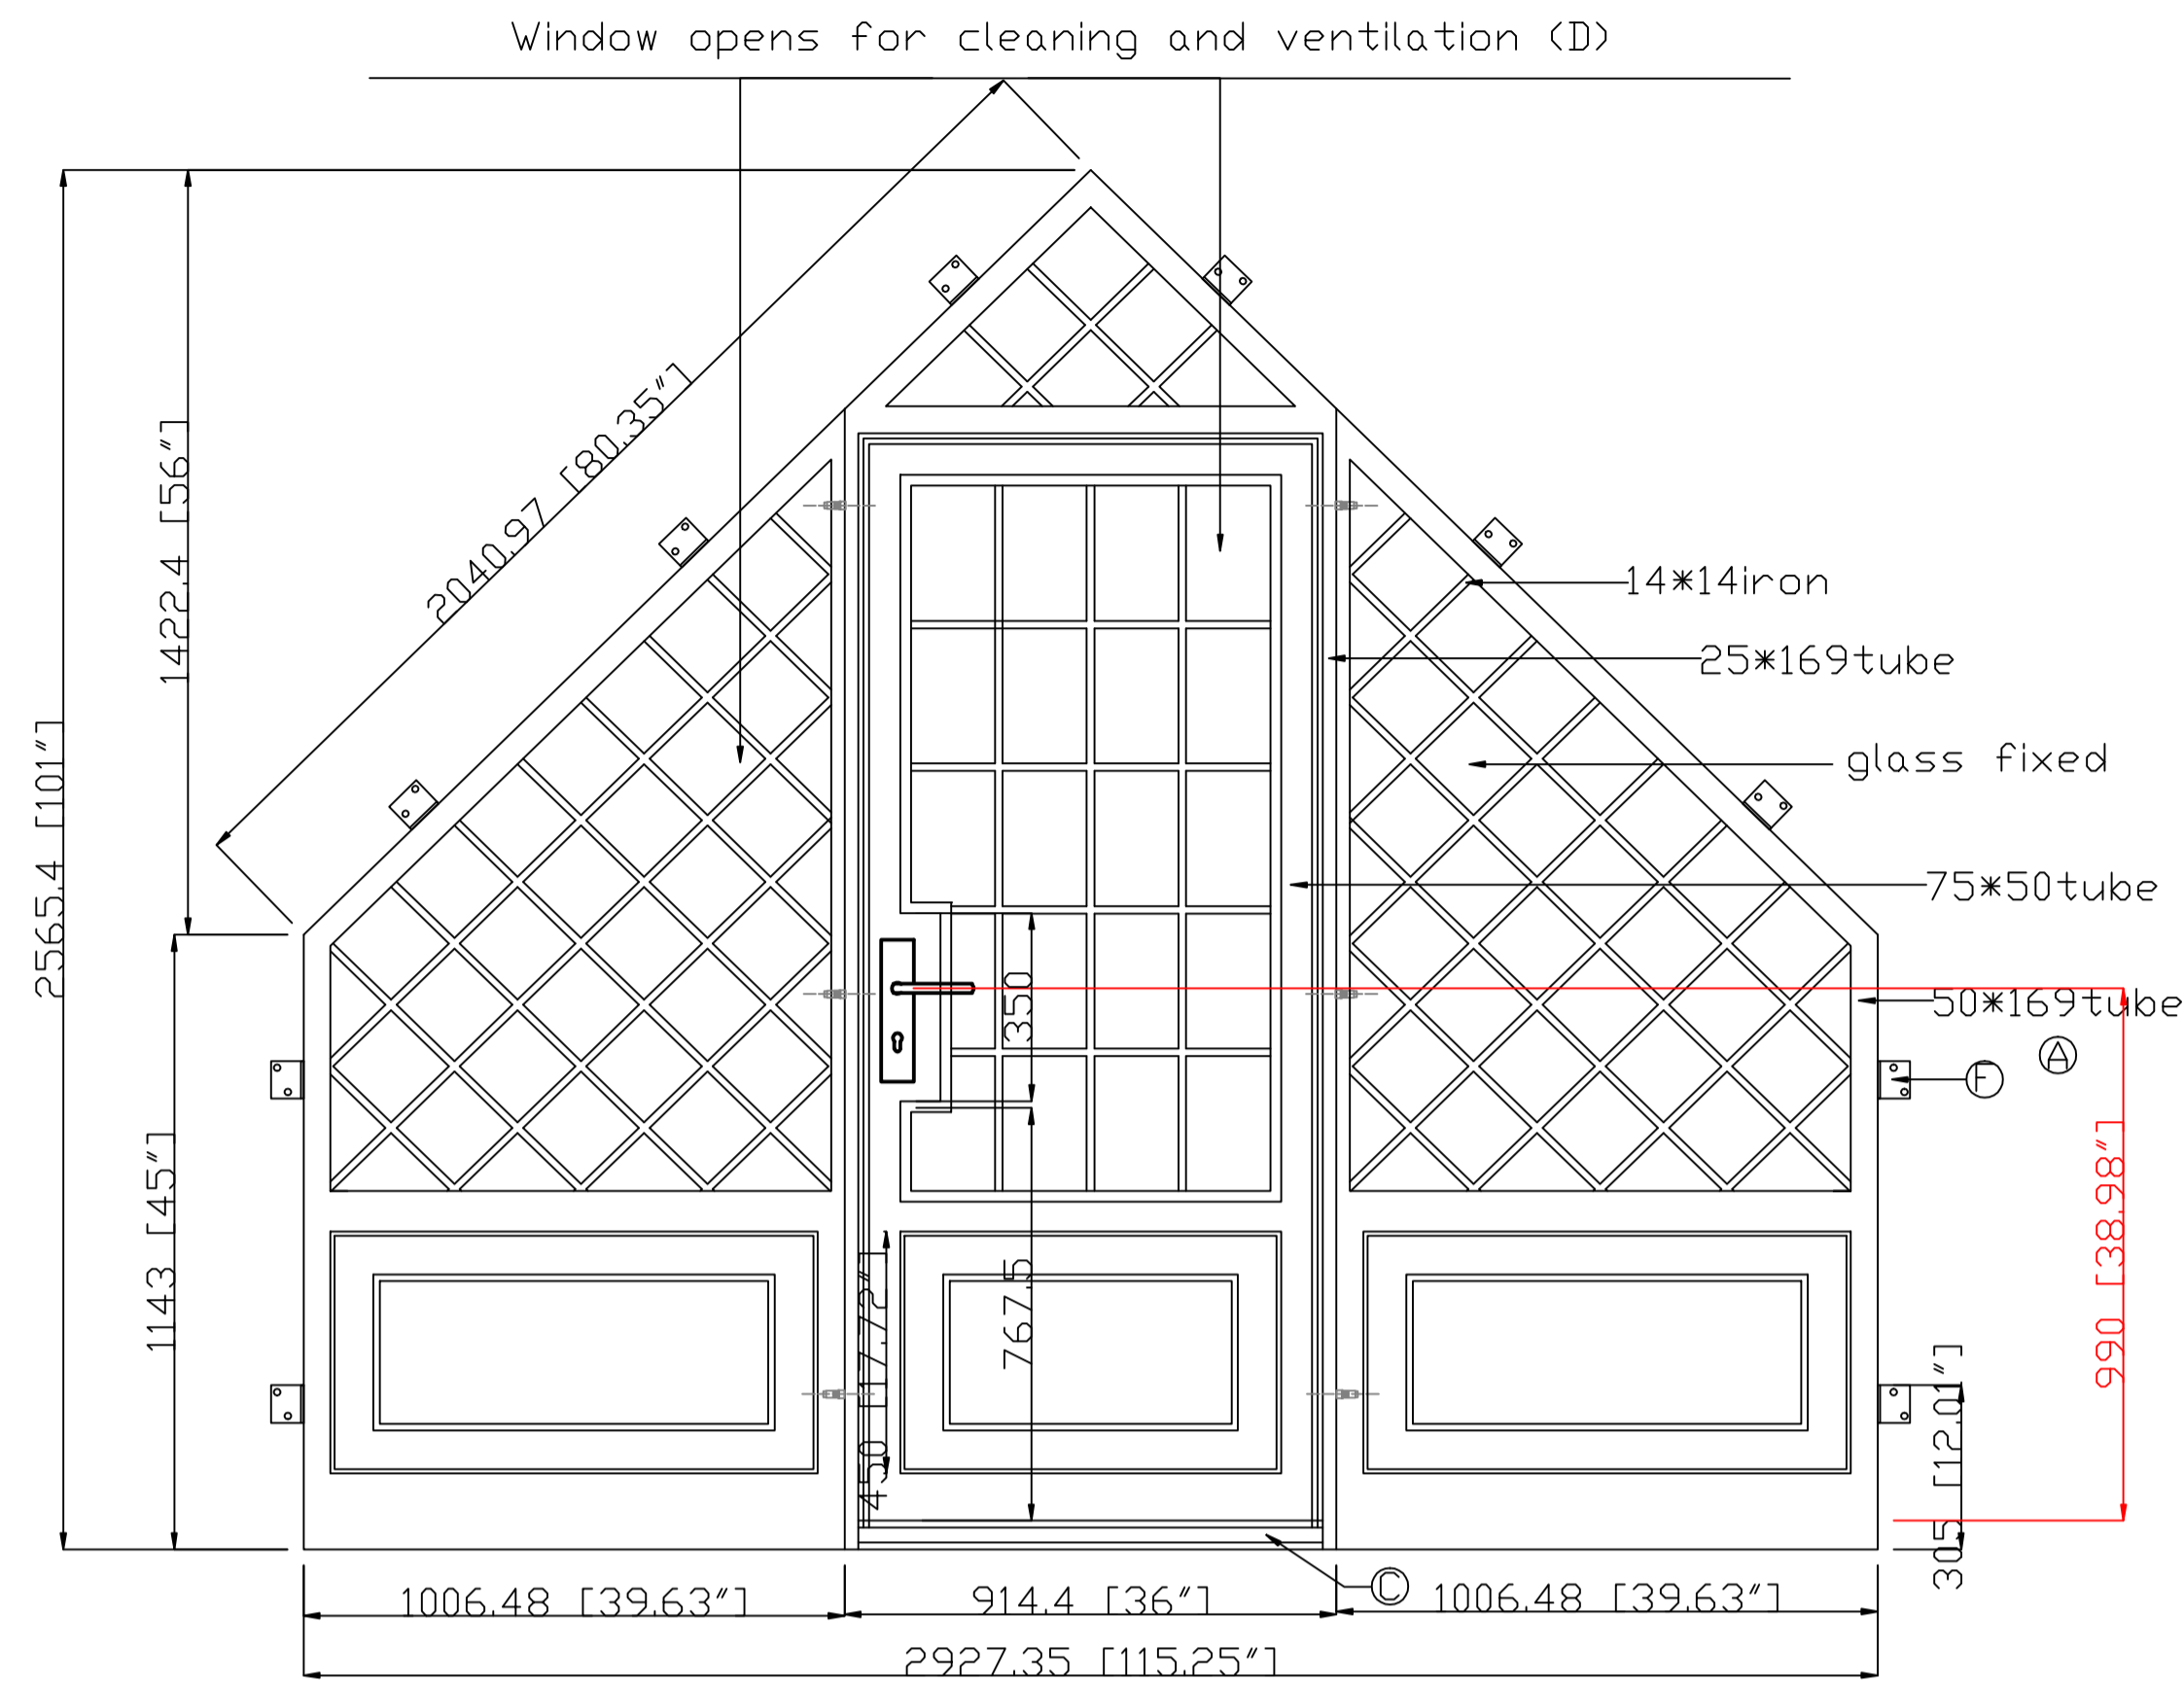 Window opens for cleaning and ventilation (D)
2040.97 [80.35"]
1422.4 [56"]
2565.4 [101"]
1143 [45"]
14*14iron
25*169tube
glass fixed
75*50tube
50*169tube
A
F
350
767.5
450 [17.72"]
990 [38.98"]
305 [12.01"]
C
1006.48 [39.63"]
914.4 [36"]
1006.48 [39.63"]
2927.35 [115.25"]